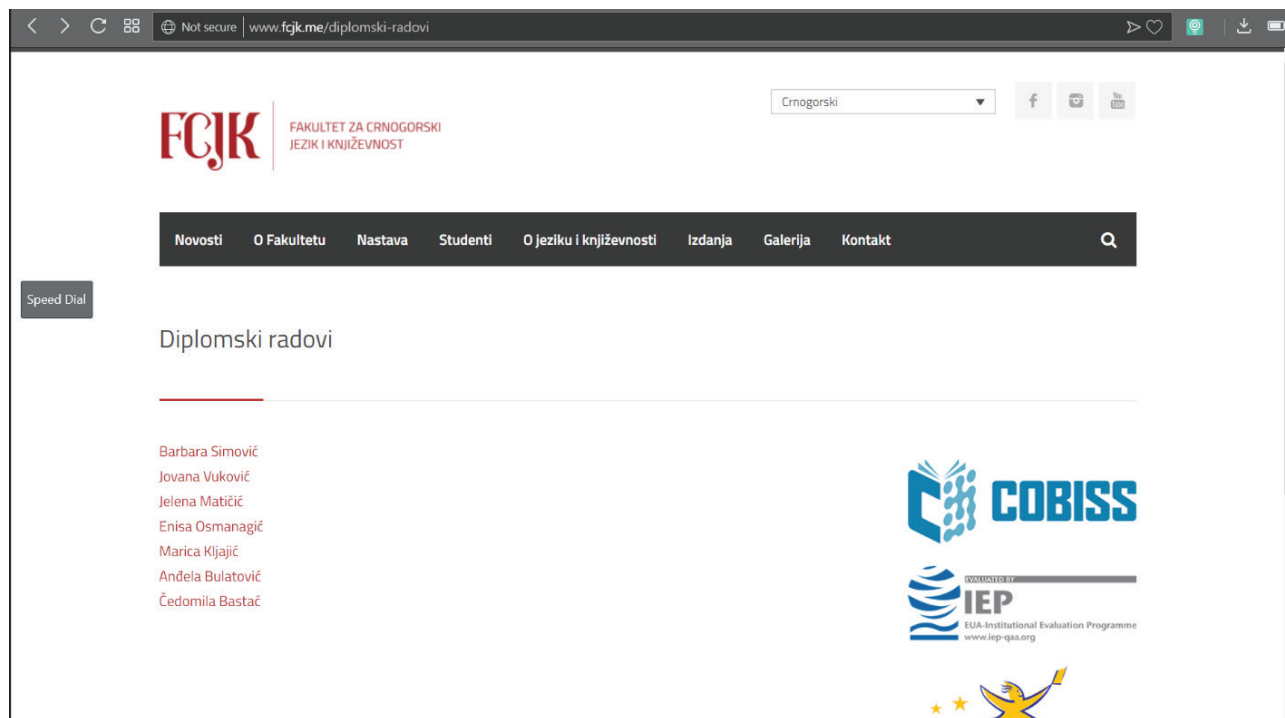 Not secure www.fcjk.me/diplomski-radovi
Crnogorski
FCJK
FAKULTET ZA CRNOGORSKI
JEZIK I KNJIŽEVNOST
Novosti O Fakultetu Nastava Studenti O jeziku i književnosti Izdanja Galerija Kontakt
Speed Dial
Diplomski radovi
Barbara Simović
Jovana Vuković
Jelena Matičić
Enisa Osmanagić
Marica Kljajić
Anđela Bulatović
Čedomila Bastać
COBISS
EVALUATED BY
IEP
EUA-Institutional Evaluation Programme
www.iep-qaa.org